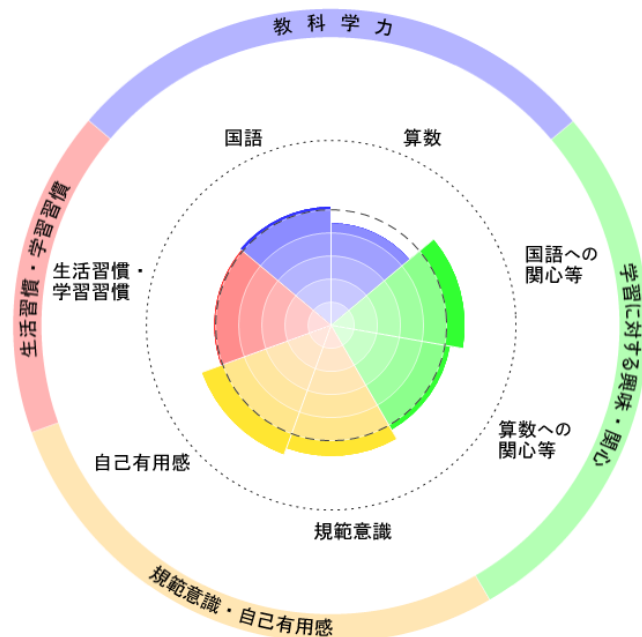 教科学力
国語
算数
生活習慣・学習習慣
生活習慣・
学習習慣
国語への
関心等
学習に対する興味・関心
算数への
関心等
自己有用感
規範意識
規範意識・自己有用感